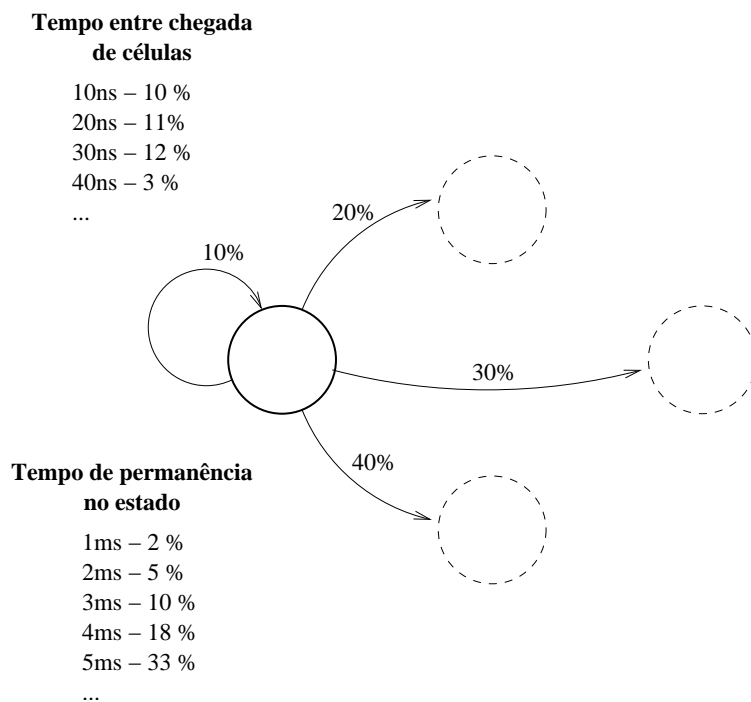 Tempo entre chegada
de células
10ns – 10 %
20ns – 11%
30ns – 12 %
40ns – 3 %
...
20%
10%
30%
40%
Tempo de permanência
no estado
1ms – 2 %
2ms – 5 %
3ms – 10 %
4ms – 18 %
5ms – 33 %
...